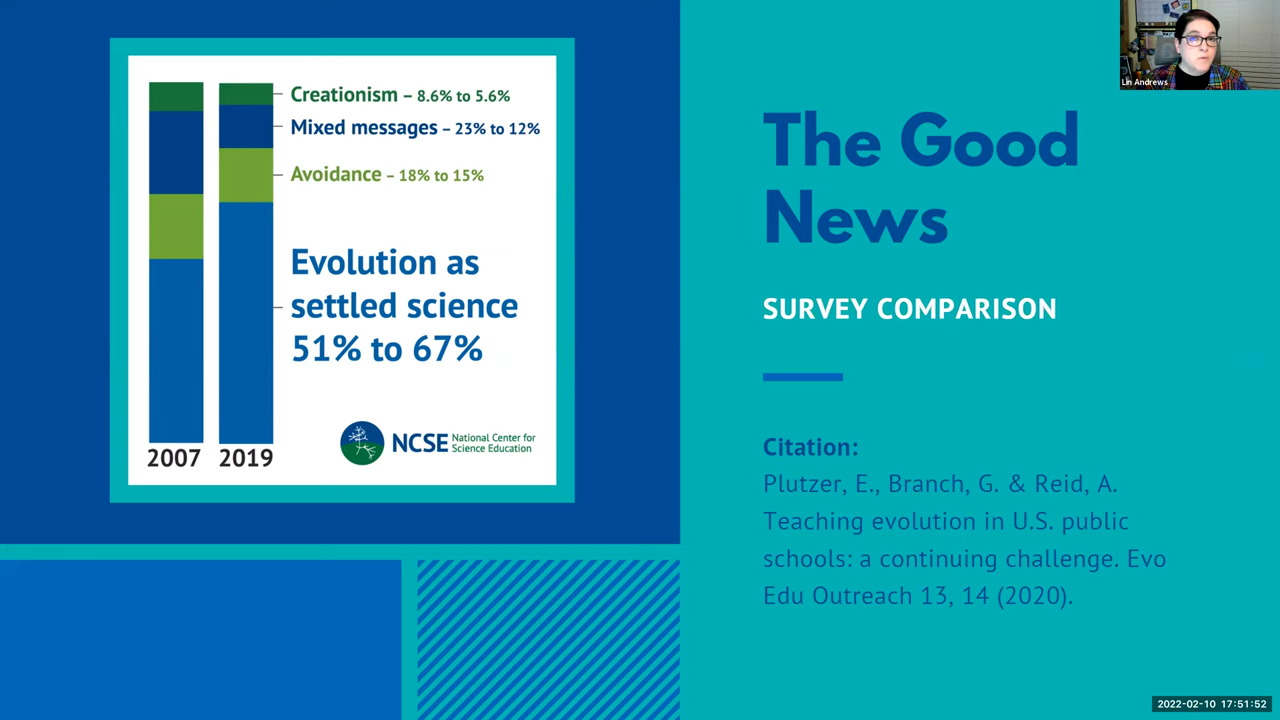 Creationism – 8.6% to 5.6%
Mixed messages – 23% to 12%
Avoidance – 18% to 15%
Evolution as
settled science
51% to 67%
2007 2019
NCSE National Center for
Science Education
The Good
News
SURVEY COMPARISON
Citation:
Plutzer, E., Branch, G. & Reid, A.
Teaching evolution in U.S. public
schools: a continuing challenge. Evo
Edu Outreach 13, 14 (2020).
Lin Andrews
2022-02-10 17:51:52